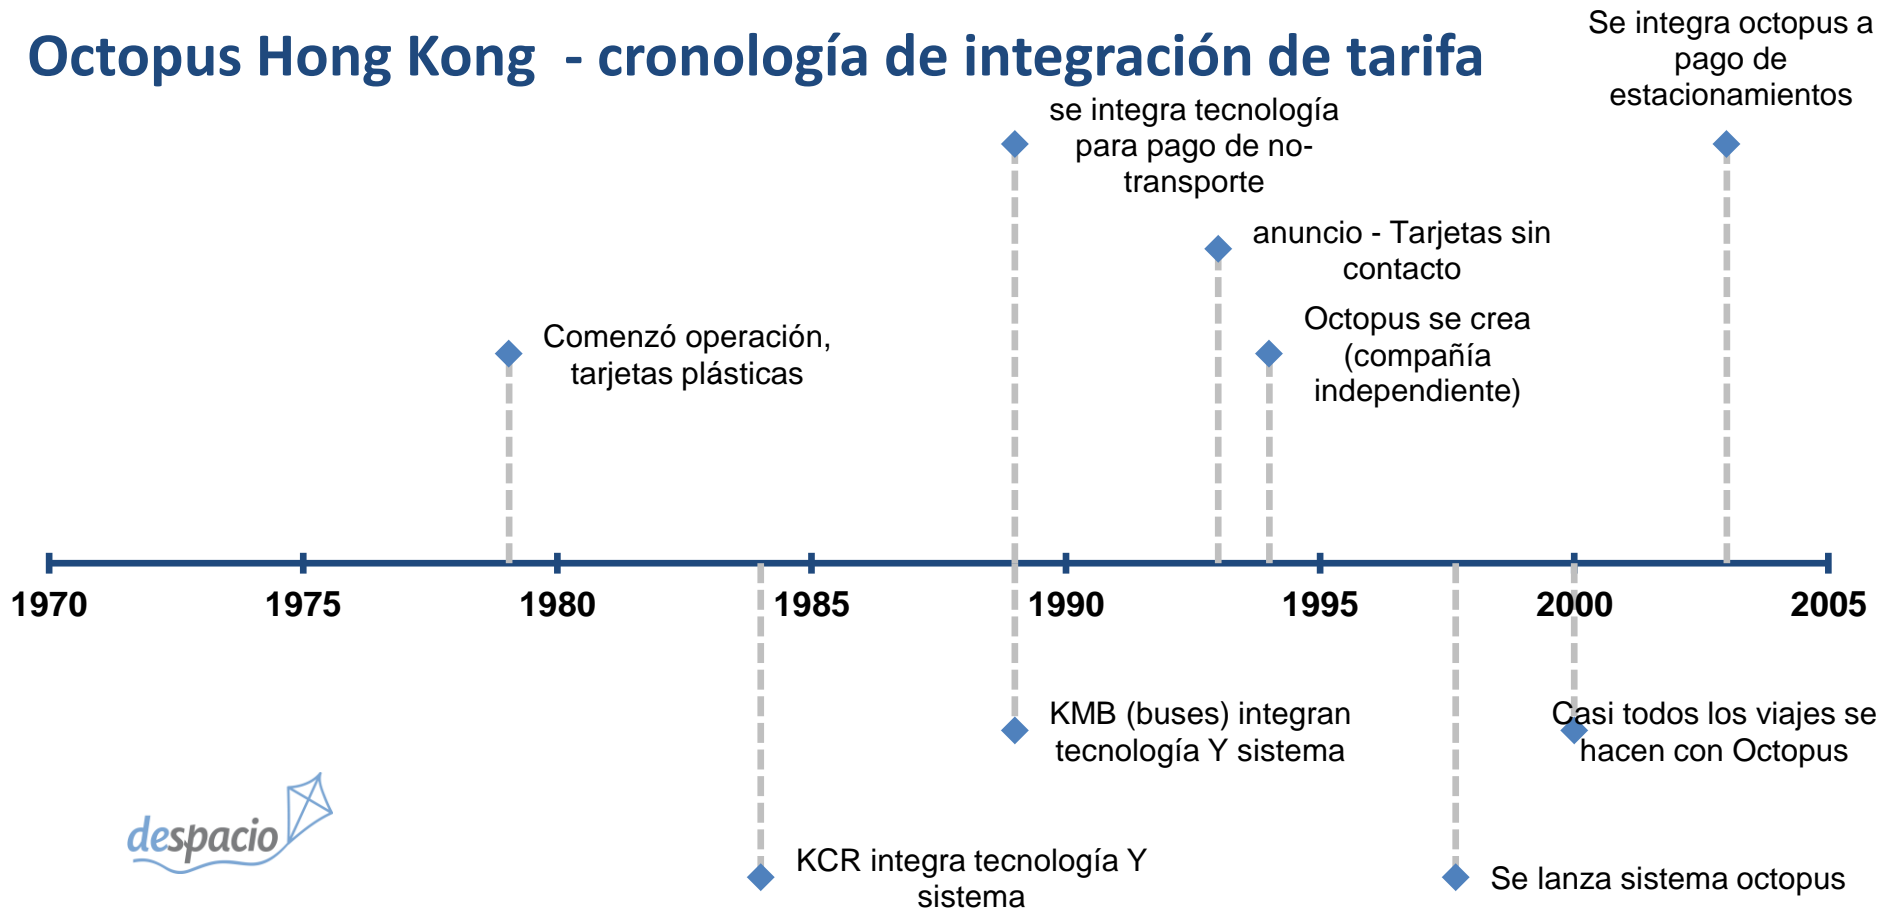 Octopus Hong Kong  - cronología de integración de tarifa
Se integra octopus a
pago de
estacionamientos
se integra tecnología
para pago de no-
transporte
anuncio - Tarjetas sin
contacto
Octopus se crea
(compañía
independiente)
Comenzó operación,
tarjetas plásticas
1970 1975 1980 1985 1990 1995 2000 2005
KMB (buses) integran
tecnología Y sistema
Casi todos los viajes se
hacen con Octopus
despacio
KCR integra tecnología Y
sistema
Se lanza sistema octopus